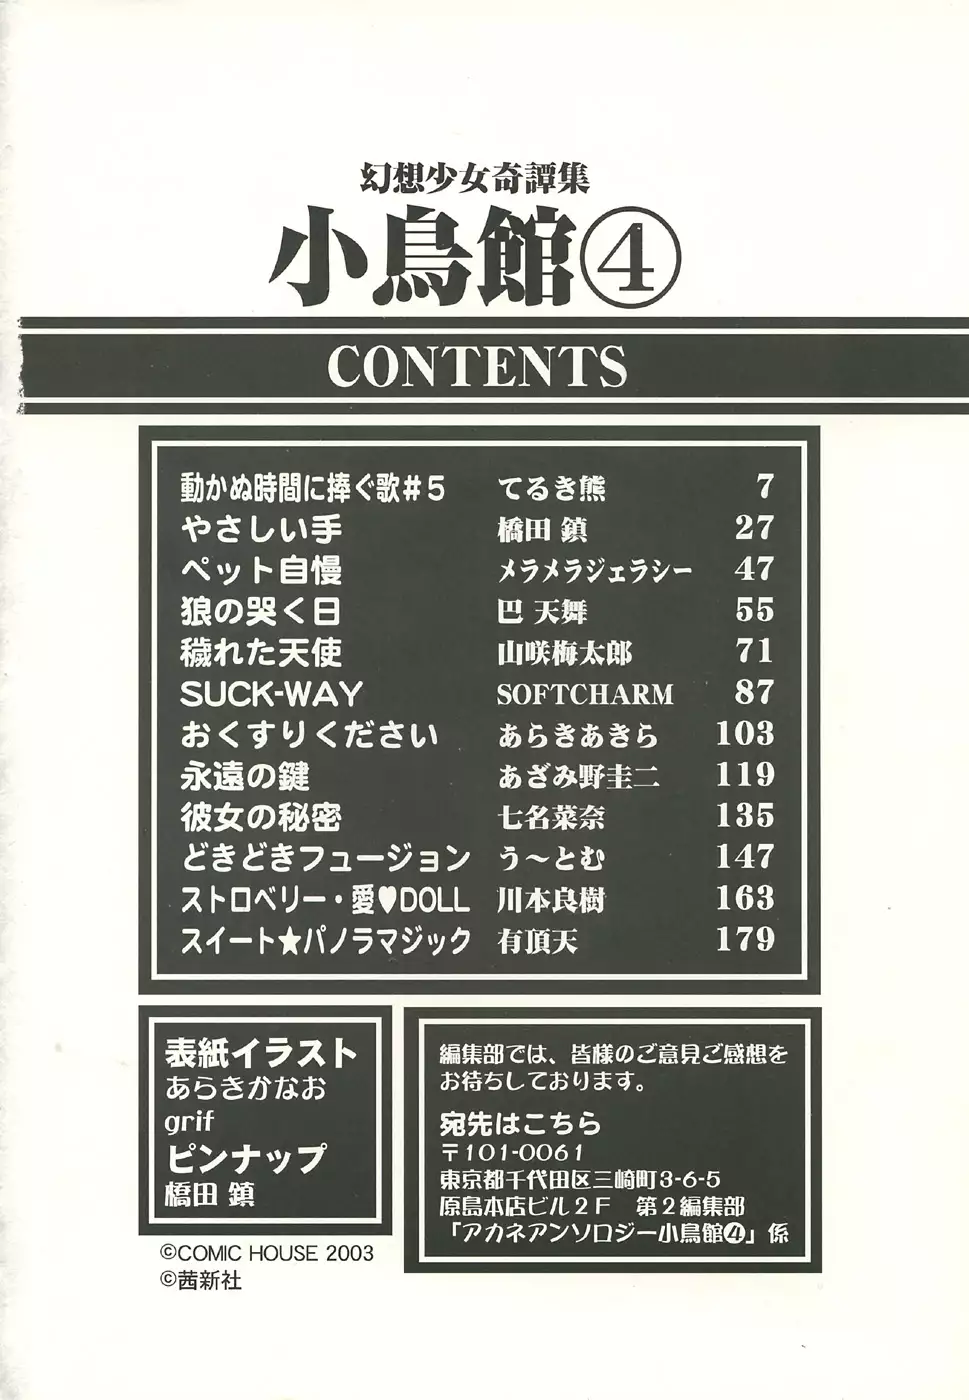 幻想少女奇譚集
小鳥館④
CONTENTS
動かぬ時間に捧ぐ歌＃5 てるき熊 7
やさしい手 橋田 鎮 27
ペット自慢 メラメラジェラシー 47
狼の哭く日 巴 天舞 55
穢れた天使 山咲梅太郎 71
SUCK-WAY SOFTCHARM 87
おくすりください あらきあきら 103
永遠の鍵 あざみ野圭二 119
彼女の秘密 七名菜奈 135
どきどきフュージョン う～とむ 147
ストロベリー・愛♥DOLL 川本良樹 163
スイート★パノラマジック 有頂天 179
表紙イラスト
あらきかなお
grif
ピンナップ
橋田 鎮
©COMIC HOUSE 2003
©茜新社
編集部では、皆様のご意見ご感想を
お待ちしております。
宛先はこちら
〒101-0061
東京都千代田区三崎町3-6-5
原島本店ビル2F 第2編集部
「アカネアンソロジー小鳥館❹」係